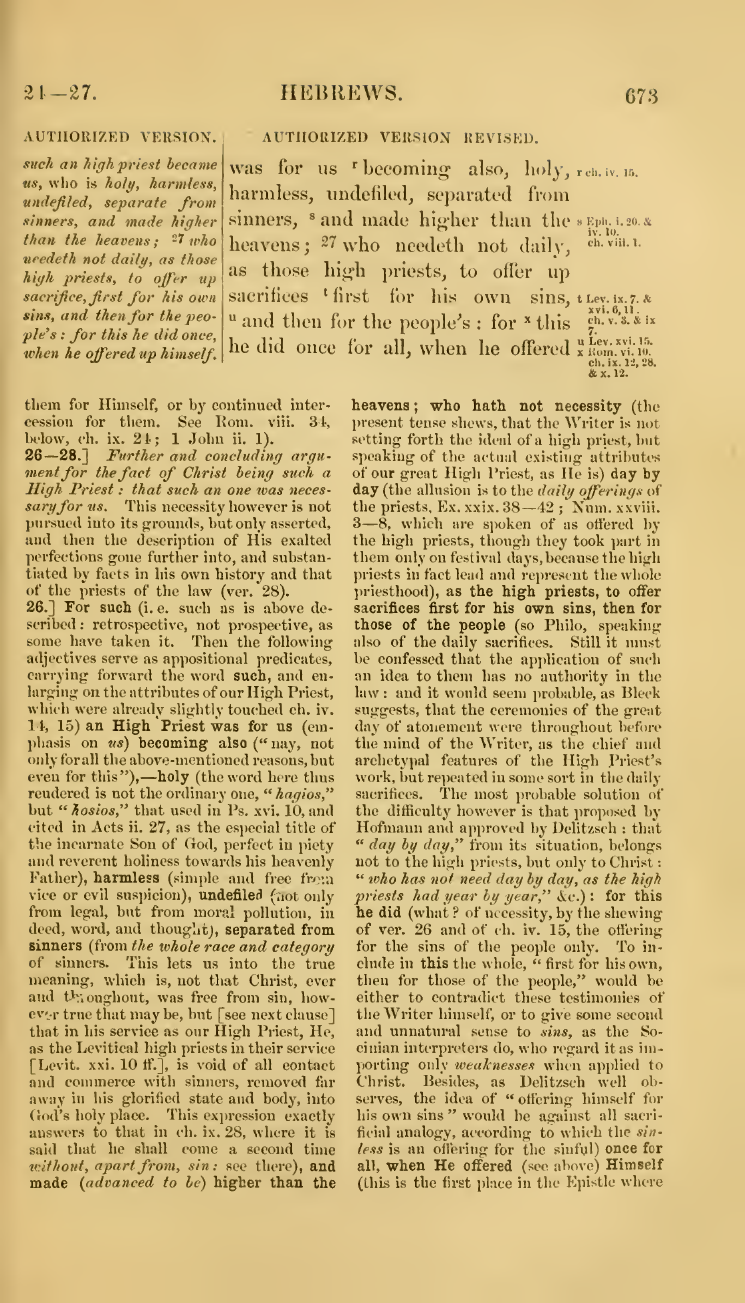 24—27.
HEBREWS.
673
AUTHORIZED VERSION.
such an high priest became
us, who is holy, harmless,
undefiled, separate from
sinners, and made higher
than the heavens; 27 who
needeth not daily, as those
high priests, to offer up
sacrifice, first for his own
sins, and then for the peo-
ple's: for this he did once,
when he offered up himself.
AUTHORIZED VERSION REVISED.
was for us r becoming also, holy,
harmless, undefiled, separated from
sinners, s and made higher than the
heavens; 27 who needeth not daily,
as those high priests, to offer up
sacrifices t first for his own sins,
u and then for the people's: for x this
he did once for all, when he offered
r ch. iv. 15.
s Eph. i. 20. &
iv. 10.
ch. viii. 1.
t Lev. ix. 7. &
xvi. 6, 11.
ch. v. 3. & ix
7.
u Lev. xvi. 15.
x Rom. vi. 10.
ch. ix. 12, 28.
& x. 12.
them for Himself, or by continued inter-
cession for them. See Rom. viii. 34,
below, ch. ix. 24; 1 John ii. 1).
26—28.] Further and concluding argu-
ment for the fact of Christ being such a
High Priest: that such an one was neces-
sary for us. This necessity however is not
pursued into its grounds, but only asserted,
and then the description of His exalted
perfections gone further into, and substan-
tiated by facts in his own history and that
of the priests of the law (ver. 28).
26.] For such (i. e. such as is above de-
scribed: retrospective, not prospective, as
some have taken it. Then the following
adjectives serve as appositional predicates,
carrying forward the word such, and en-
larging on the attributes of our High Priest,
which were already slightly touched ch. iv.
14, 15) an High Priest was for us (em-
phasis on us) becoming also ("nay, not
only for all the above-mentioned reasons, but
even for this"),—holy (the word here thus
rendered is not the ordinary one, "hagios,"
but "hosios," that used in Ps. xvi. 10, and
cited in Acts ii. 27, as the especial title of
the incarnate Son of God, perfect in piety
and reverent holiness towards his heavenly
Father), harmless (simple and free from
vice or evil suspicion), undefiled (not only
from legal, but from moral pollution, in
deed, word, and thought), separated from
sinners (from the whole race and category
of sinners. This lets us into the true
meaning, which is, not that Christ, ever
and throughout, was free from sin, how-
ever true that may be, but [see next clause]
that in his service as our High Priest, He,
as the Levitical high priests in their service
[Levit. xxi. 10 ff.], is void of all contact
and commerce with sinners, removed far
away in his glorified state and body, into
God's holy place. This expression exactly
answers to that in ch. ix. 28, where it is
said that he shall come a second time
without, apart from, sin: see there), and
made (advanced to be) higher than the
heavens; who hath not necessity (the
present tense shews, that the Writer is not
setting forth the ideal of a high priest, but
speaking of the actual existing attributes
of our great High Priest, as He is) day by
day (the allusion is to the daily offerings of
the priests, Ex. xxix. 38—42; Num. xxviii.
3—8, which are spoken of as offered by
the high priests, though they took part in
them only on festival days, because the high
priests in fact lead and represent the whole
priesthood), as the high priests, to offer
sacrifices first for his own sins, then for
those of the people (so Philo, speaking
also of the daily sacrifices. Still it must
be confessed that the application of such
an idea to them has no authority in the
law: and it would seem probable, as Bleek
suggests, that the ceremonies of the great
day of atonement were throughout before
the mind of the Writer, as the chief and
archetypal features of the High Priest's
work, but repeated in some sort in the daily
sacrifices. The most probable solution of
the difficulty however is that proposed by
Hofmann and approved by Delitzsch: that
"day by day," from its situation, belongs
not to the high priests, but only to Christ:
"who has not need day by day, as the high
priests had year by year," &c.): for this
he did (what? of necessity, by the shewing
of ver. 26 and of ch. iv. 15, the offering
for the sins of the people only. To in-
clude in this the whole, "first for his own,
then for those of the people," would be
either to contradict these testimonies of
the Writer himself, or to give some second
and unnatural sense to sins, as the So-
cinian interpreters do, who regard it as im-
porting only weaknesses when applied to
Christ. Besides, as Delitzsch well ob-
serves, the idea of "offering himself for
his own sins" would be against all sacri-
ficial analogy, according to which the sin-
less is an offering for the sinful) once for
all, when He offered (see above) Himself
(this is the first place in the Epistle where